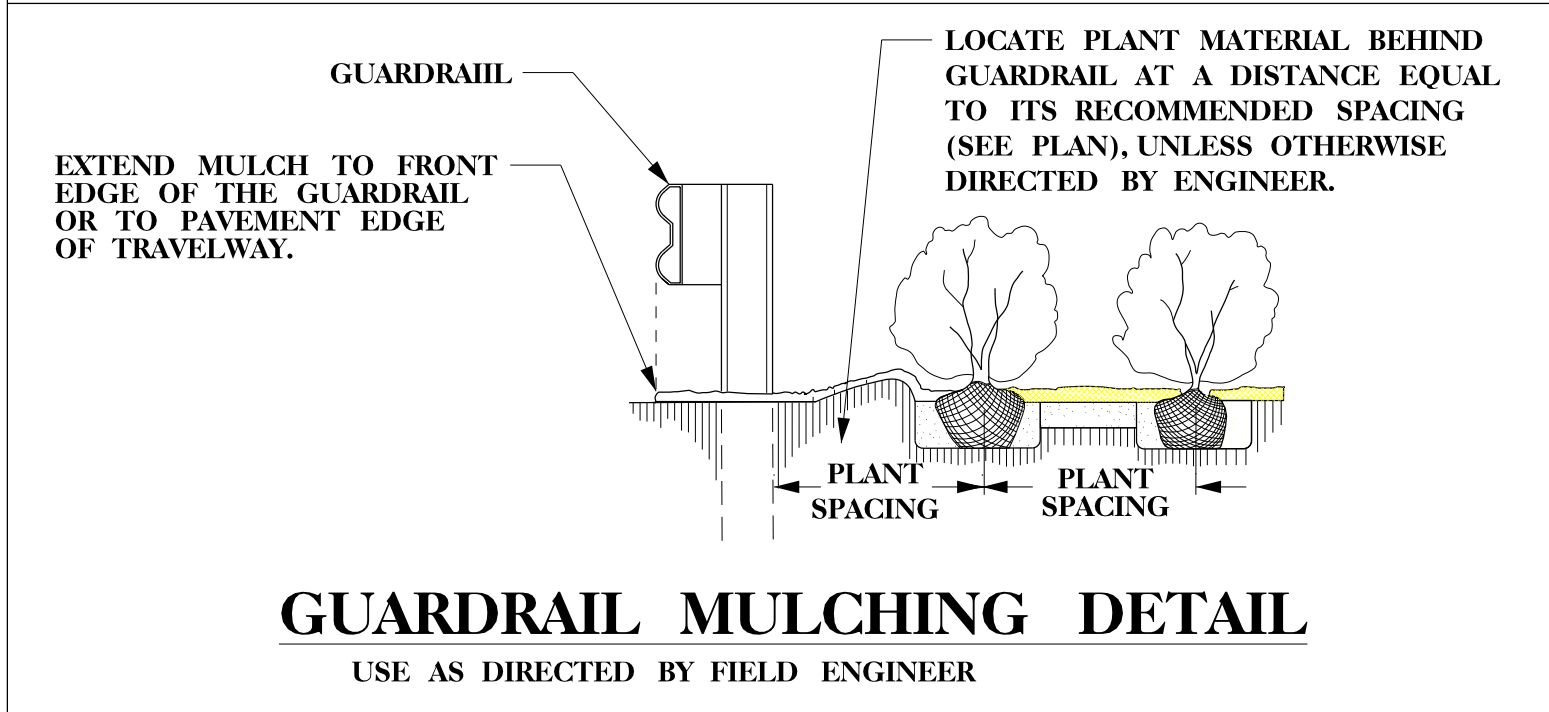 GUARDRAIIL
EXTEND MULCH TO FRONT
EDGE OF THE GUARDRAIL
OR TO PAVEMENT EDGE
OF TRAVELWAY.
LOCATE PLANT MATERIAL BEHIND
GUARDRAIL AT A DISTANCE EQUAL
TO ITS RECOMMENDED SPACING
(SEE PLAN), UNLESS OTHERWISE
DIRECTED BY ENGINEER.
PLANT
SPACING
PLANT
SPACING
GUARDRAIL MULCHING DETAIL
USE AS DIRECTED BY FIELD ENGINEER